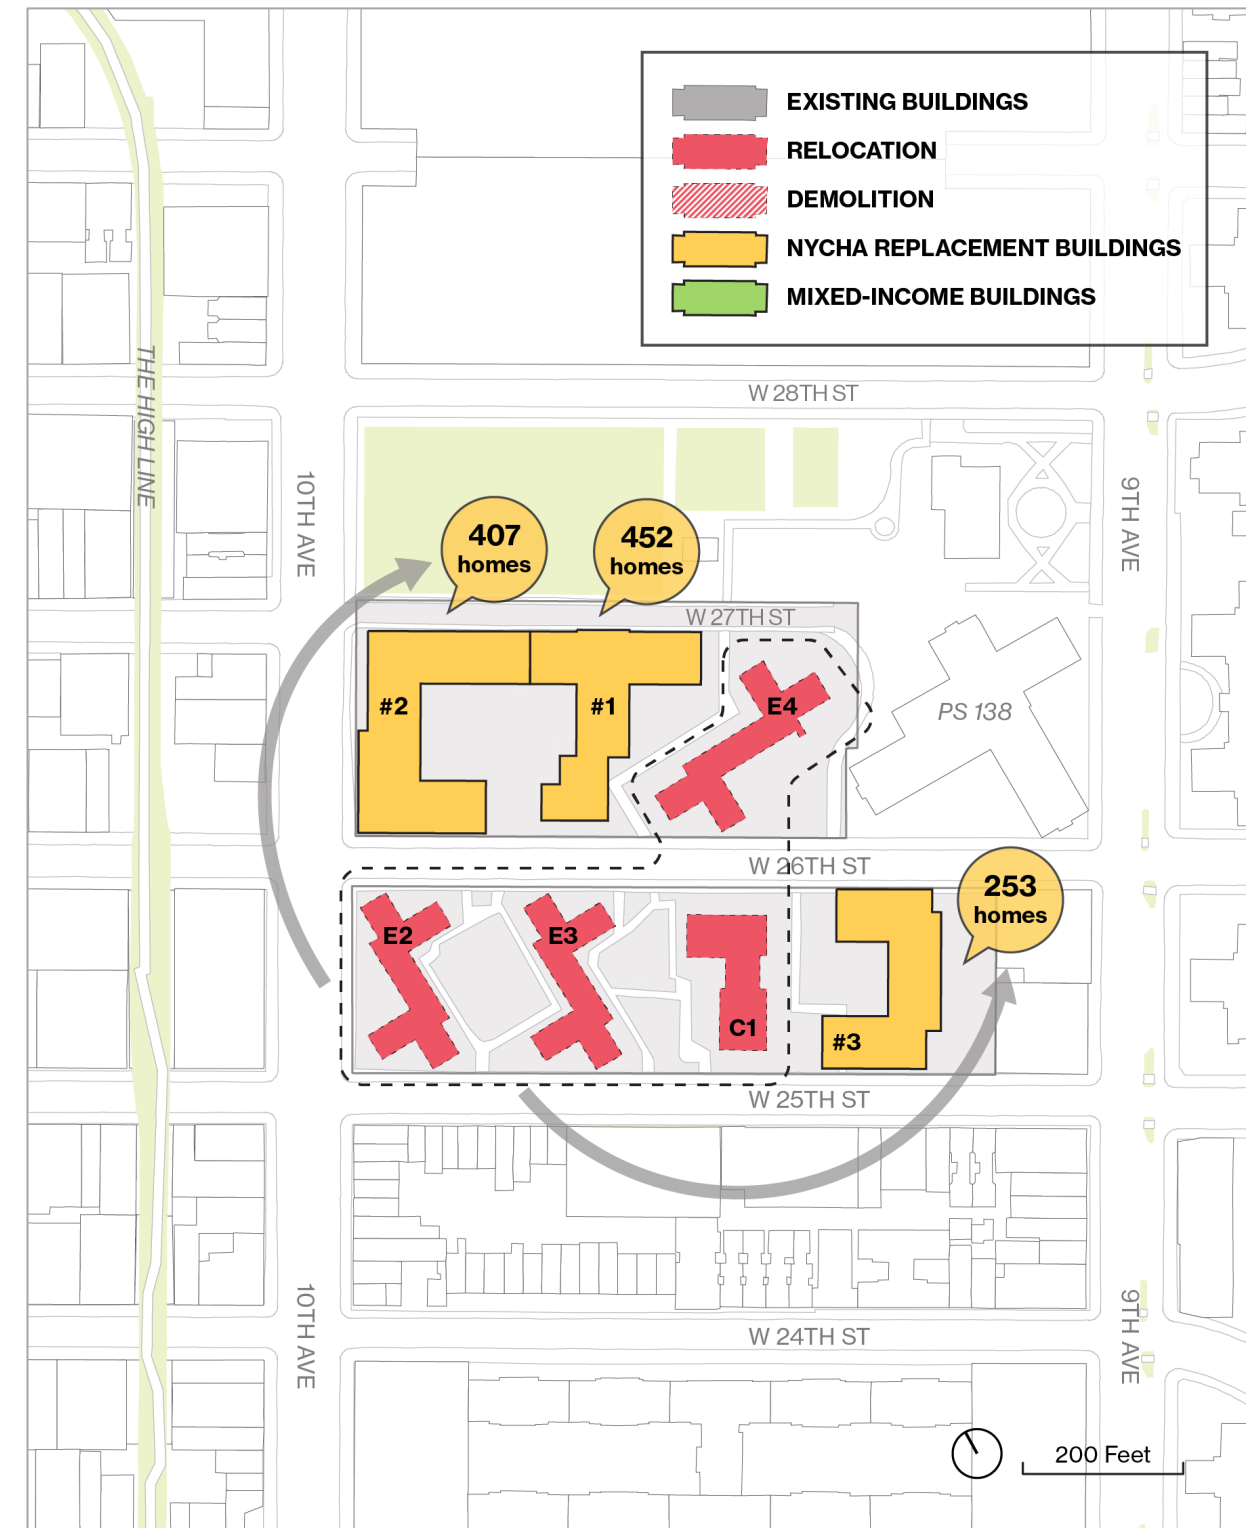 EXISTING BUILDINGS
RELOCATION
DEMOLITION
NYCHA REPLACEMENT BUILDINGS
MIXED-INCOME BUILDINGS
THE HIGH LINE
W 28TH ST
10TH AVE
9TH AVE
407
homes
452
homes
W 27TH ST
#2
#1
E4
PS 138
W 26TH ST
253
homes
E2
E3
C1
#3
W 25TH ST
10TH AVE
9TH AVE
W 24TH ST
200 Feet